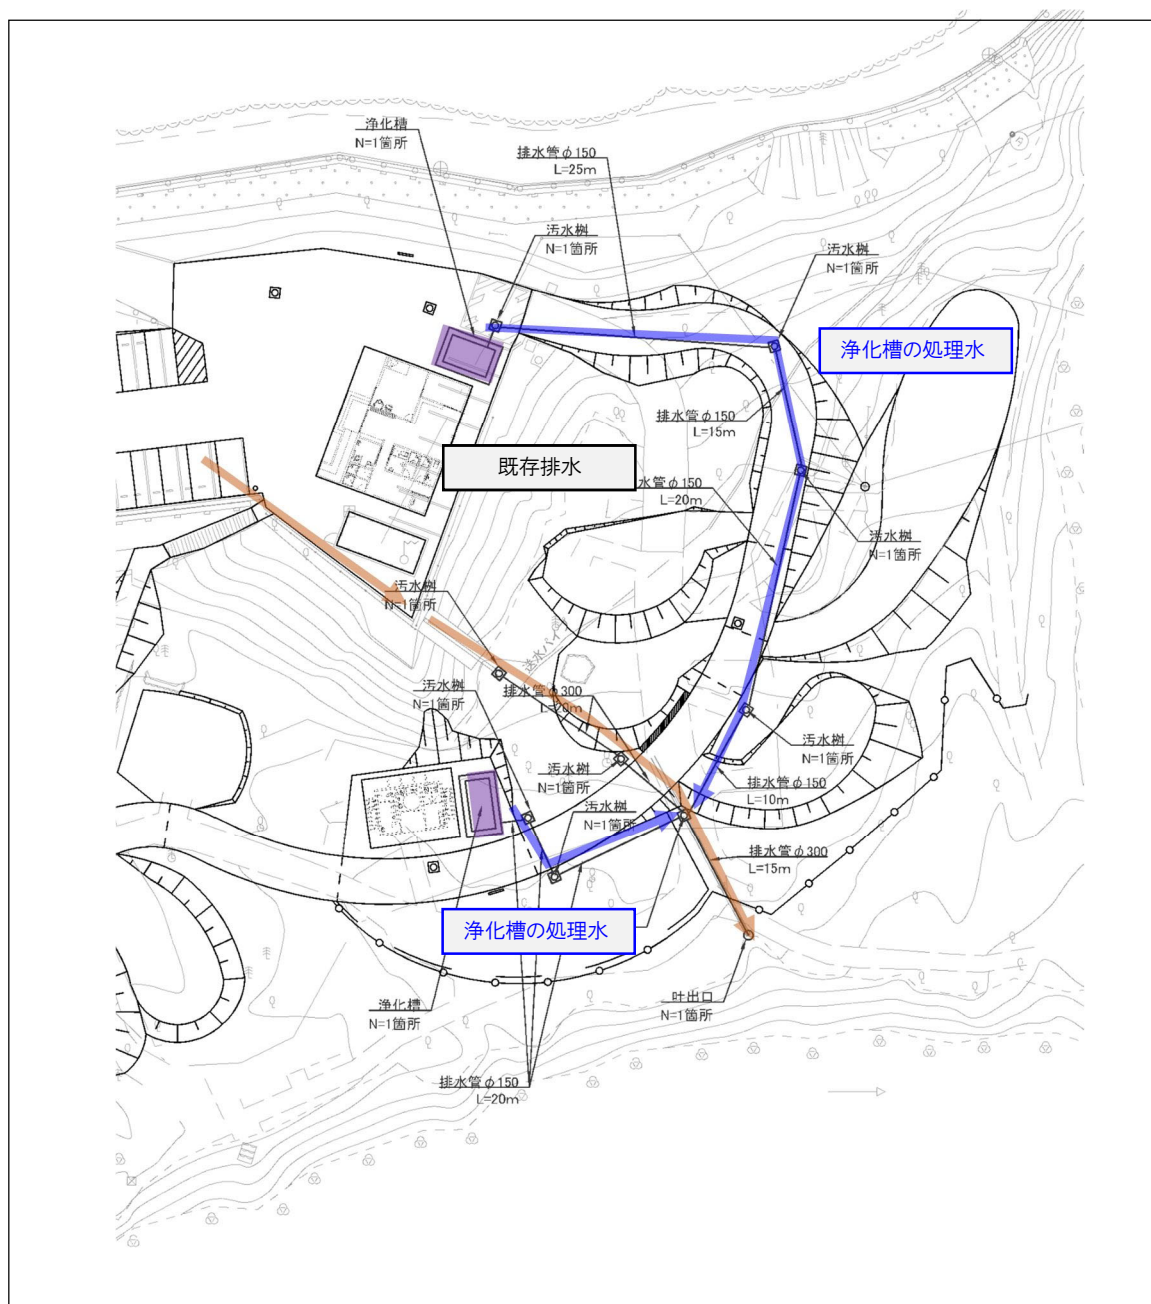 浄化槽
N=1箇所
排水管φ150
L=25m
汚水桝
N=1箇所
汚水桝
N=1箇所
浄化槽の処理水
排水管φ150
L=15m
既存排水
水管φ150
L=20m
汚水桝
N=1箇所
汚水桝
N=1箇所
送水パイ
汚水桝
N=1箇所
排水管φ300
L=20m
汚水桝
N=1箇所
汚水桝
N=1箇所
排水管φ150
L=10m
汚水桝
N=1箇所
排水管φ300
L=15m
浄化槽の処理水
浄化槽
N=1箇所
吐出口
N=1箇所
排水管φ150
L=20m